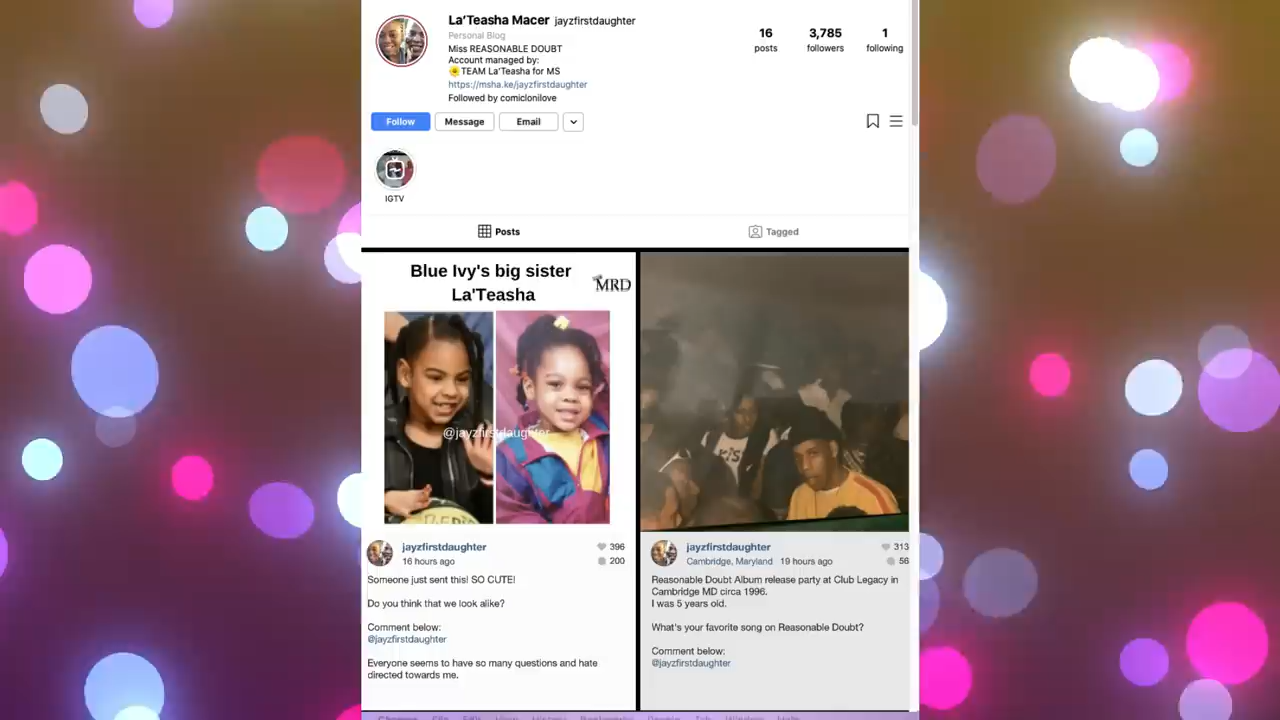 La'Teasha Macer jayzfirstdaughter
Personal Blog
Miss REASONABLE DOUBT
Account managed by:
🌻TEAM La'Teasha for MS
https://msha.ke/jayzfirstdaughter
Followed by comiclonilove
16
posts
3,785
followers
1
following
Follow
Message
Email
IGTV
Posts
Tagged
Blue Ivy's big sister
La'Teasha
MRD
@jayzfirstdaughter
jayzfirstdaughter
396
16 hours ago
200
Someone just sent this! SO CUTE!
Do you think that we look alike?
Comment below:
@jayzfirstdaughter
Everyone seems to have so many questions and hate
directed towards me.
jayzfirstdaughter
313
Cambridge, Maryland 19 hours ago
56
Reasonable Doubt Album release party at Club Legacy in
Cambridge MD circa 1996.
I was 5 years old.
What's your favorite song on Reasonable Doubt?
Comment below:
@jayzfirstdaughter